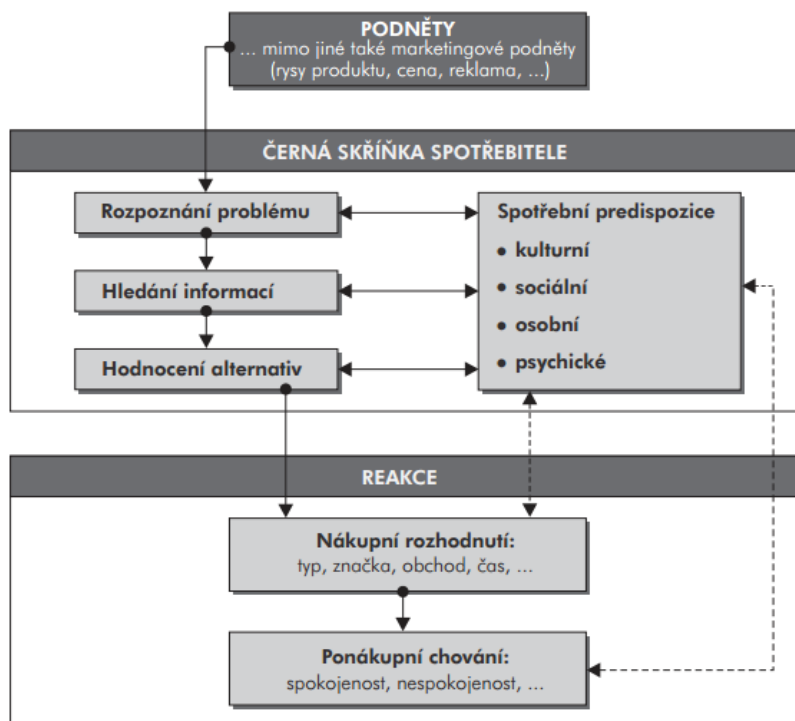 PODNĚTY
... mimo jiné také marketingové podněty
(rysy produktu, cena, reklama, ...)
ČERNÁ SKŘÍŇKA SPOTŘEBITELE
Rozpoznání problému
Hledání informací
Hodnocení alternativ
Spotřební predispozice
• kulturní
• sociální
• osobní
• psychické
REAKCE
Nákupní rozhodnutí:
typ, značka, obchod, čas, ...
Ponákupní chování:
spokojenost, nespokojenost, ...